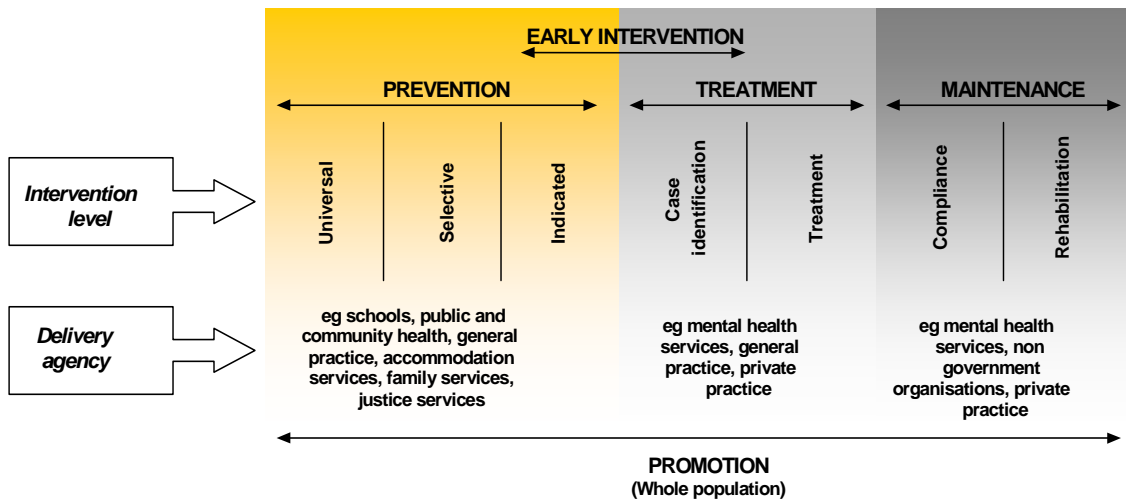 EARLY INTERVENTION
PREVENTION
TREATMENT
MAINTENANCE
Intervention
level
Universal
Selective
Indicated
Case
identification
Treatment
Compliance
Rehabilitation
Delivery
agency
eg schools, public and
community health, general
practice, accommodation
services, family services,
justice services
eg mental health
services, general
practice, private
practice
eg mental health
services, non
government
organisations, private
practice
PROMOTION
(Whole population)